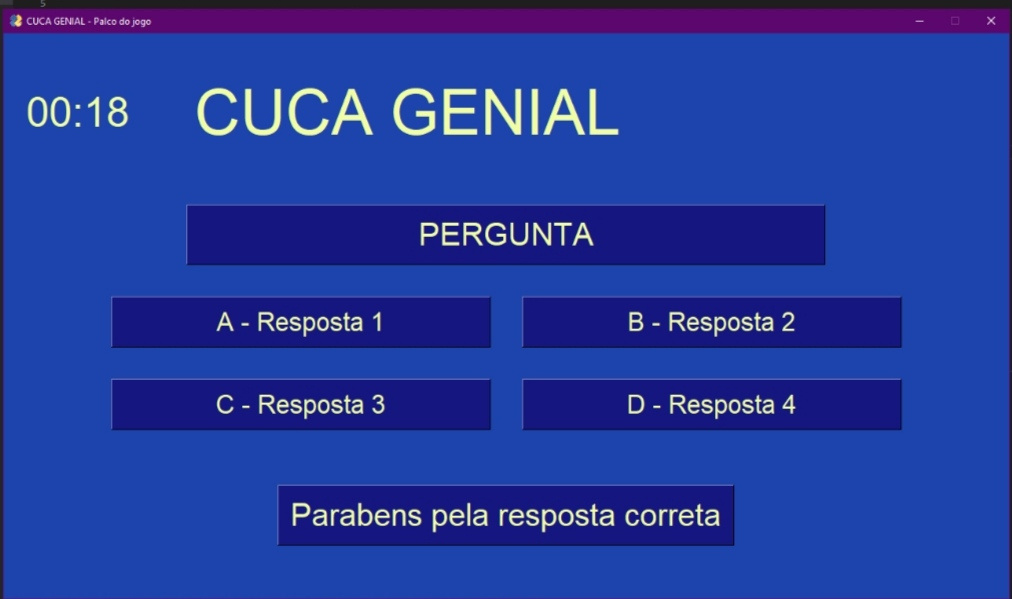 5
CUCA GENIAL - Palco do jogo
00:18 CUCA GENIAL
PERGUNTA
A - Resposta 1 B - Resposta 2
C - Resposta 3 D - Resposta 4
Parabens pela resposta correta